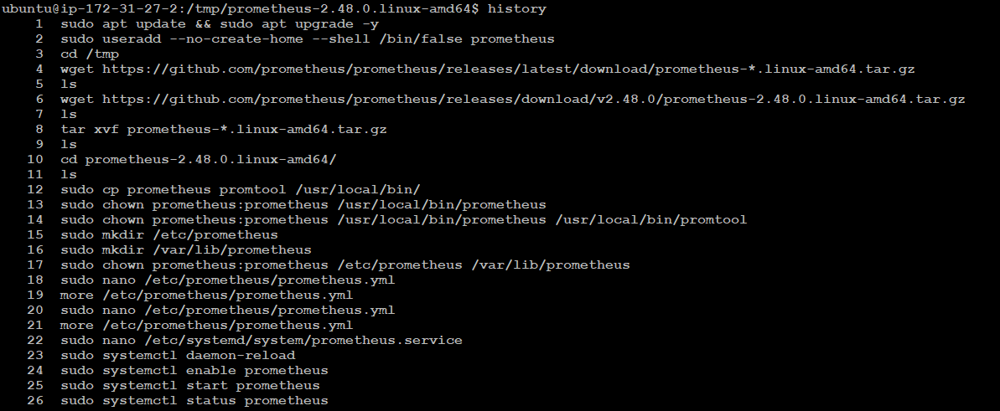 ubuntu@ip-172-31-27-2:/tmp/prometheus-2.48.0.linux-amd64$ history
1 sudo apt update && sudo apt upgrade -y
2 sudo useradd --no-create-home --shell /bin/false prometheus
3 cd /tmp
4 wget https://github.com/prometheus/prometheus/releases/latest/download/prometheus-*.linux-amd64.tar.gz
5 ls
6 wget https://github.com/prometheus/prometheus/releases/download/v2.48.0/prometheus-2.48.0.linux-amd64.tar.gz
7 ls
8 tar xvf prometheus-*.linux-amd64.tar.gz
9 ls
10 cd prometheus-2.48.0.linux-amd64/
11 ls
12 sudo cp prometheus promtool /usr/local/bin/
13 sudo chown prometheus:prometheus /usr/local/bin/prometheus
14 sudo chown prometheus:prometheus /usr/local/bin/prometheus /usr/local/bin/promtool
15 sudo mkdir /etc/prometheus
16 sudo mkdir /var/lib/prometheus
17 sudo chown prometheus:prometheus /etc/prometheus /var/lib/prometheus
18 sudo nano /etc/prometheus/prometheus.yml
19 more /etc/prometheus/prometheus.yml
20 sudo nano /etc/prometheus/prometheus.yml
21 more /etc/prometheus/prometheus.yml
22 sudo nano /etc/systemd/system/prometheus.service
23 sudo systemctl daemon-reload
24 sudo systemctl enable prometheus
25 sudo systemctl start prometheus
26 sudo systemctl status prometheus